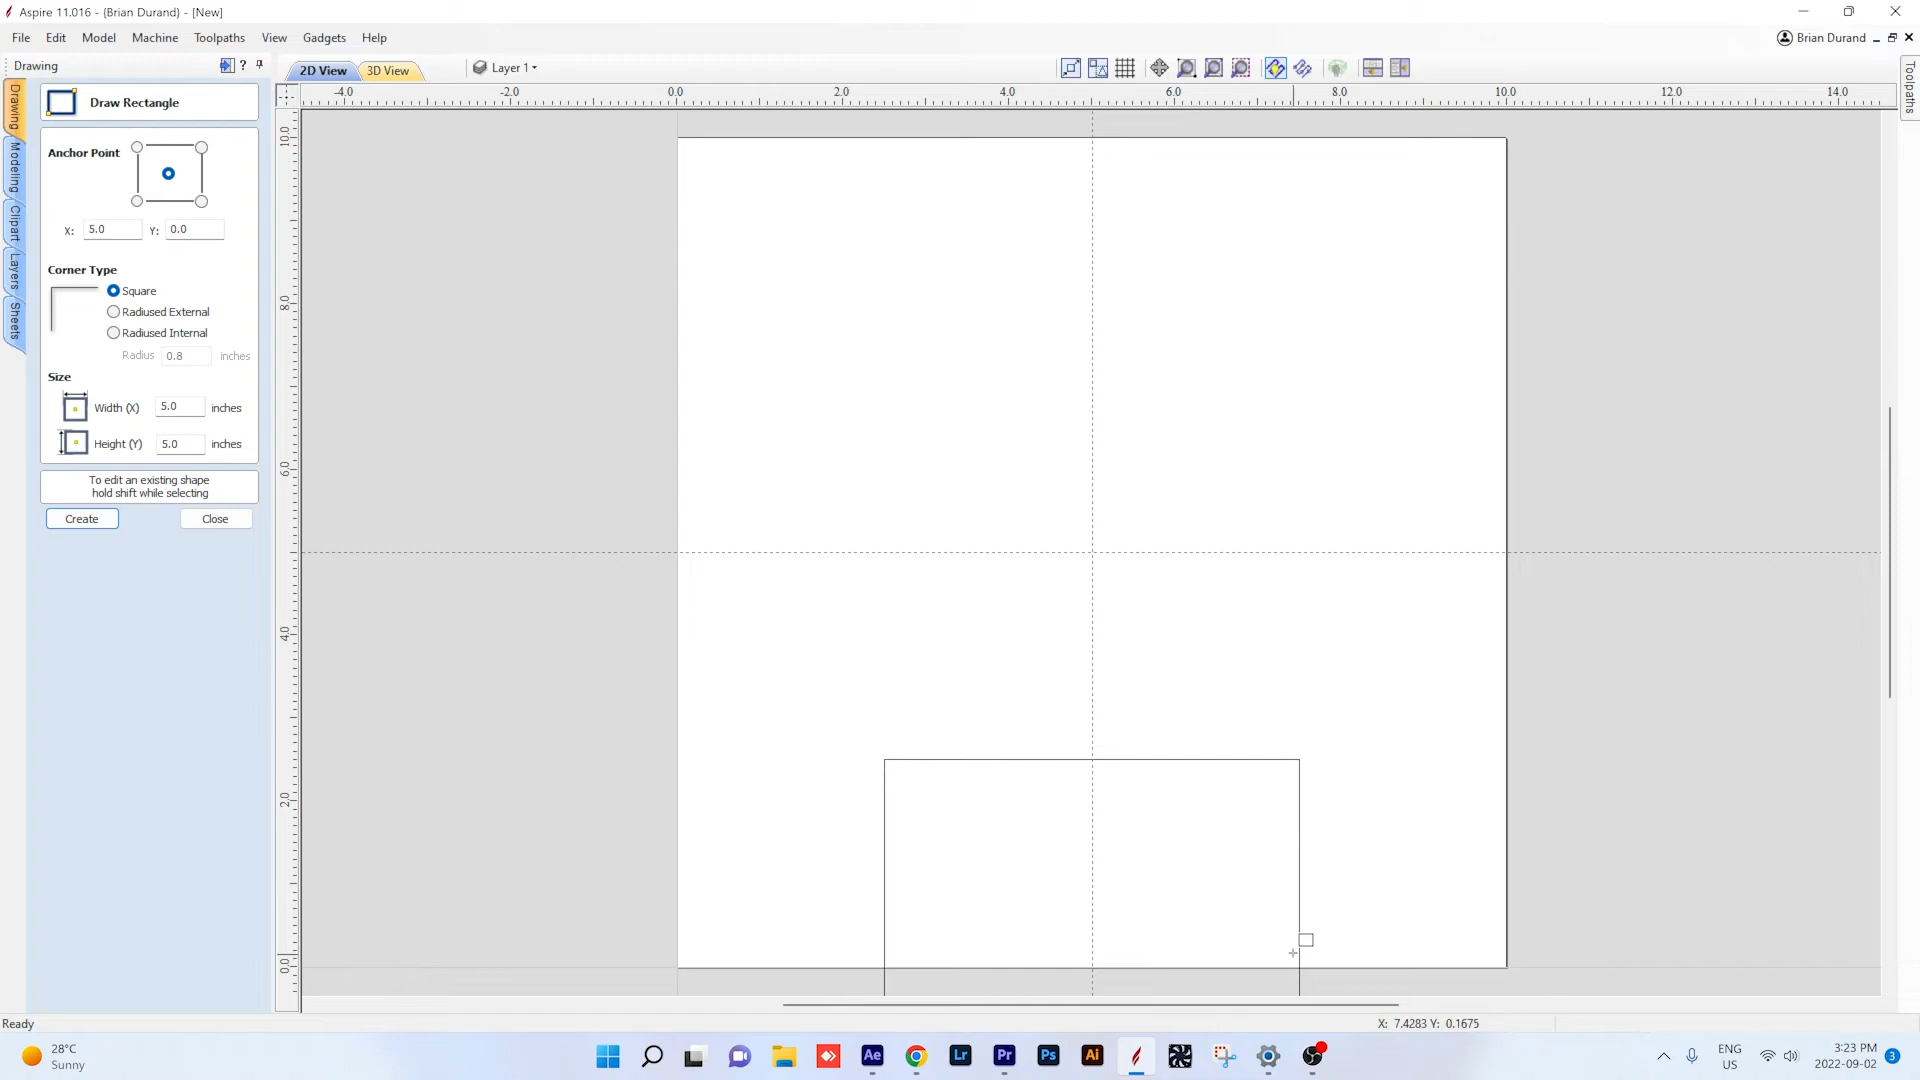 Aspire 11.016 - (Brian Durand) - [New]
File Edit Model Machine Toolpaths View Gadgets Help
Brian Durand
Drawing
2D View
3D View
Layer 1
Toolpaths
Drawing
Modeling
Clipart
Layers
Sheets
Draw Rectangle
Anchor Point
X: 5.0 Y: 0.0
Corner Type
Square
Radiused External
Radiused Internal
Radius 0.8 inches
Size
Width (X) 5.0 inches
Height (Y) 5.0 inches
To edit an existing shape
hold shift while selecting
Create Close
-4.0 -2.0 0.0 2.0 4.0 6.0 8.0 10.0 12.0 14.0
10.0
8.0
6.0
4.0
2.0
0.0
Ready
X: 7.4283 Y: 0.1675
28°C
Sunny
Ae
Lr
Pr
Ps
Ai
ENG
US
3:23 PM
2022-09-02
3